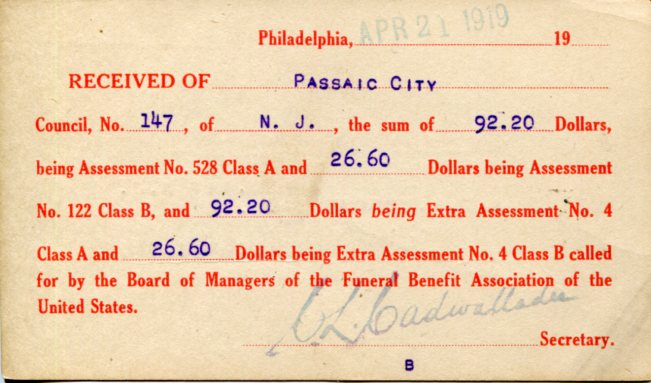 Philadelphia, APR 21 1919 19
RECEIVED OF PASSAIC CITY
Council, No. 147, of N. J., the sum of 92.20 Dollars,
being Assessment No. 528 Class A and 26.60 Dollars being Assessment
No. 122 Class B, and 92.20 Dollars being Extra Assessment No. 4
Class A and 26.60 Dollars being Extra Assessment No. 4 Class B called
for by the Board of Managers of the Funeral Benefit Association of the
United States.
C. L. Cadwallader
Secretary.
B